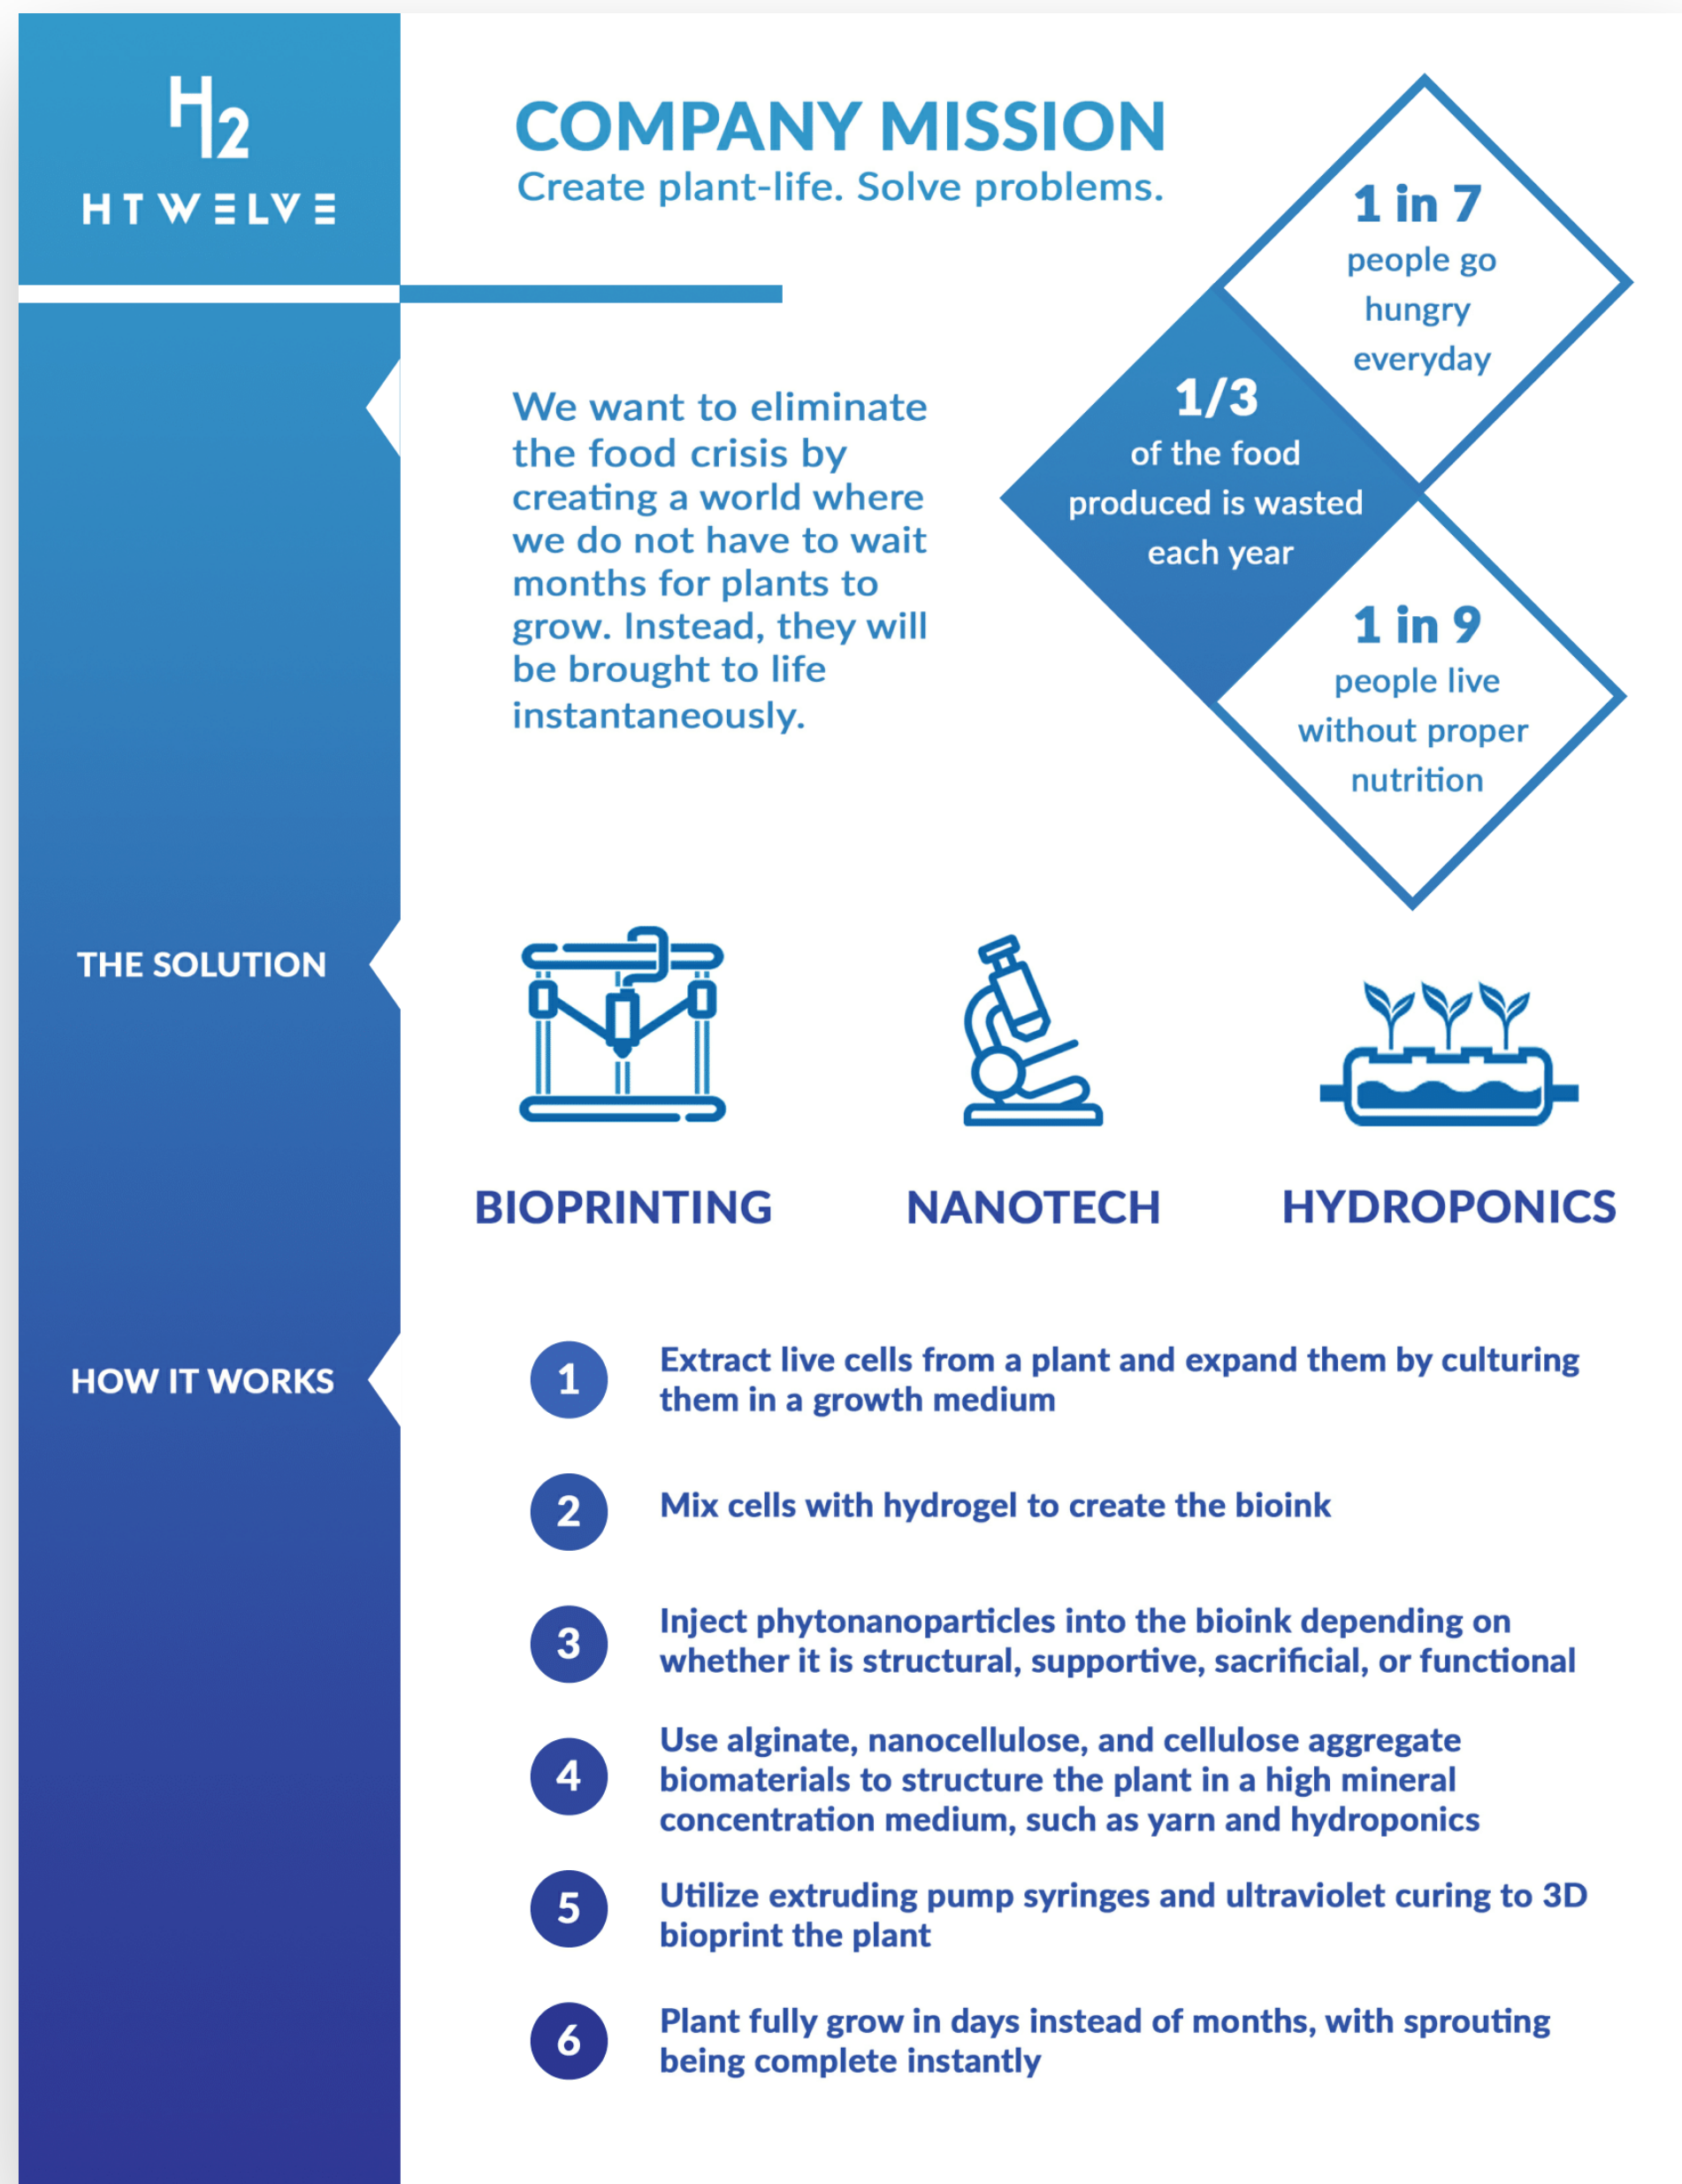 H2
HTWELVE
COMPANY MISSION
Create plant-life. Solve problems.
1 in 7
people go
hungry
everyday
We want to eliminate
the food crisis by
creating a world where
we do not have to wait
months for plants to
grow. Instead, they will
be brought to life
instantaneously.
1/3
of the food
produced is wasted
each year
1 in 9
people live
without proper
nutrition
THE SOLUTION
BIOPRINTING
NANOTECH
HYDROPONICS
HOW IT WORKS
1
Extract live cells from a plant and expand them by culturing
them in a growth medium
2
Mix cells with hydrogel to create the bioink
3
Inject phytonanoparticles into the bioink depending on
whether it is structural, supportive, sacrificial, or functional
4
Use alginate, nanocellulose, and cellulose aggregate
biomaterials to structure the plant in a high mineral
concentration medium, such as yarn and hydroponics
5
Utilize extruding pump syringes and ultraviolet curing to 3D
bioprint the plant
6
Plant fully grow in days instead of months, with sprouting
being complete instantly